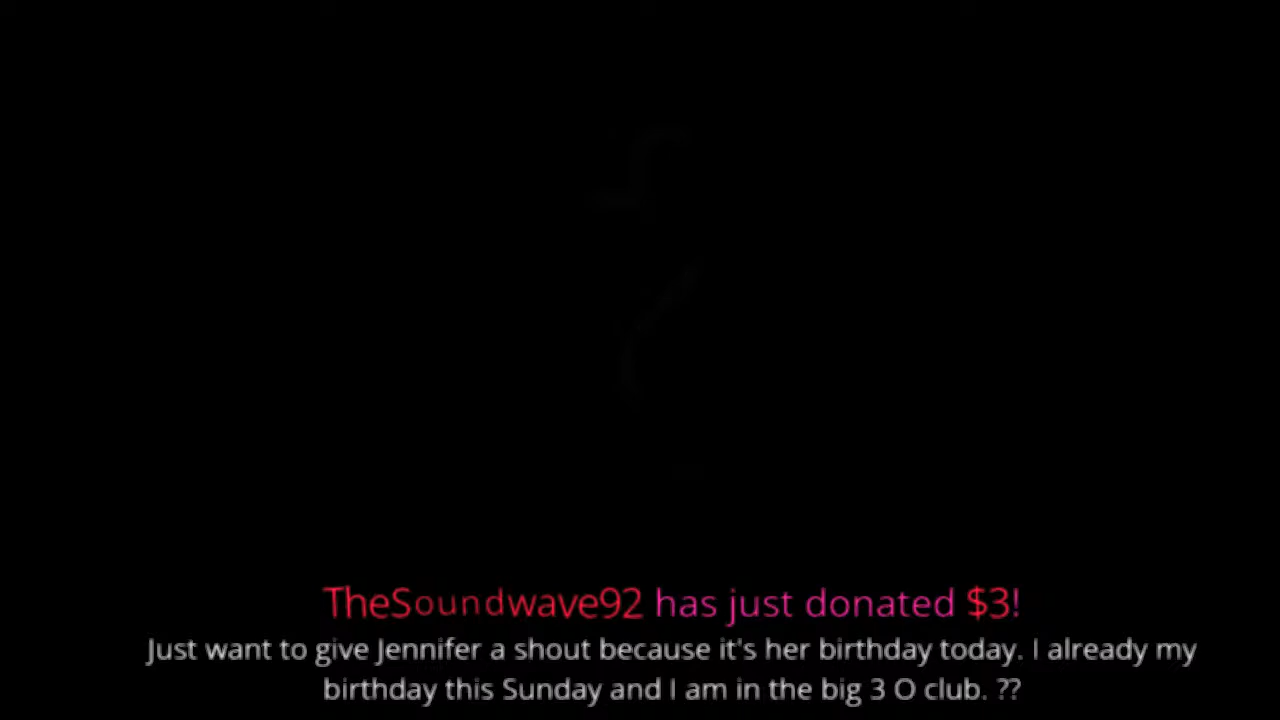 TheSoundwave92 has just donated $3!
Just want to give Jennifer a shout because it's her birthday today. I already my
birthday this Sunday and I am in the big 3 O club. ??